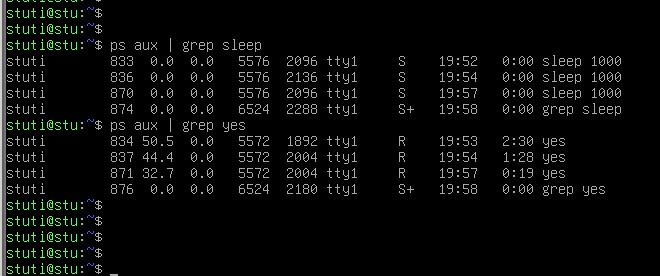 stuti@stu:~$
stuti@stu:~$
stuti@stu:~$ ps aux | grep sleep
stuti 833 0.0 0.0 5576 2096 tty1 S 19:52 0:00 sleep 1000
stuti 836 0.0 0.0 5576 2136 tty1 S 19:54 0:00 sleep 1000
stuti 870 0.0 0.0 5576 2096 tty1 S 19:57 0:00 sleep 1000
stuti 874 0.0 0.0 6524 2288 tty1 S+ 19:58 0:00 grep sleep
stuti@stu:~$ ps aux | grep yes
stuti 834 50.5 0.0 5572 1892 tty1 R 19:53 2:30 yes
stuti 837 44.4 0.0 5572 2004 tty1 R 19:54 1:28 yes
stuti 871 32.7 0.0 5572 2004 tty1 R 19:57 0:19 yes
stuti 876 0.0 0.0 6524 2180 tty1 S+ 19:58 0:00 grep yes
stuti@stu:~$
stuti@stu:~$
stuti@stu:~$
stuti@stu:~$
stuti@stu:~$